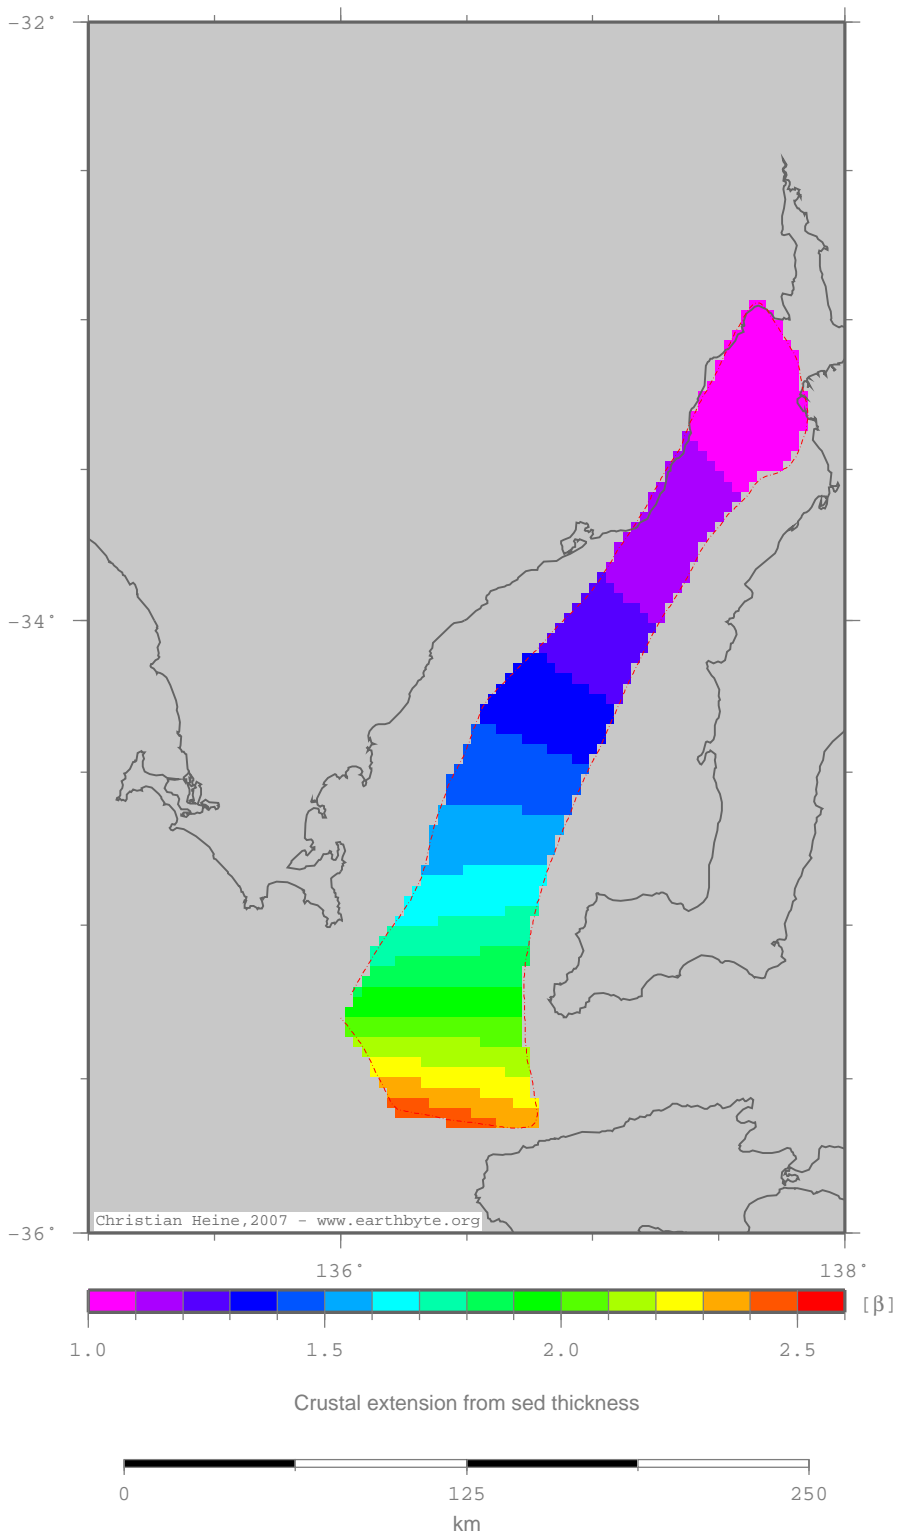 -32°
-34°
-36°
Christian Heine,2007 - www.earthbyte.org
136° 138°
[β]
1.0 1.5 2.0 2.5
Crustal extension from sed thickness
0 125 250
km